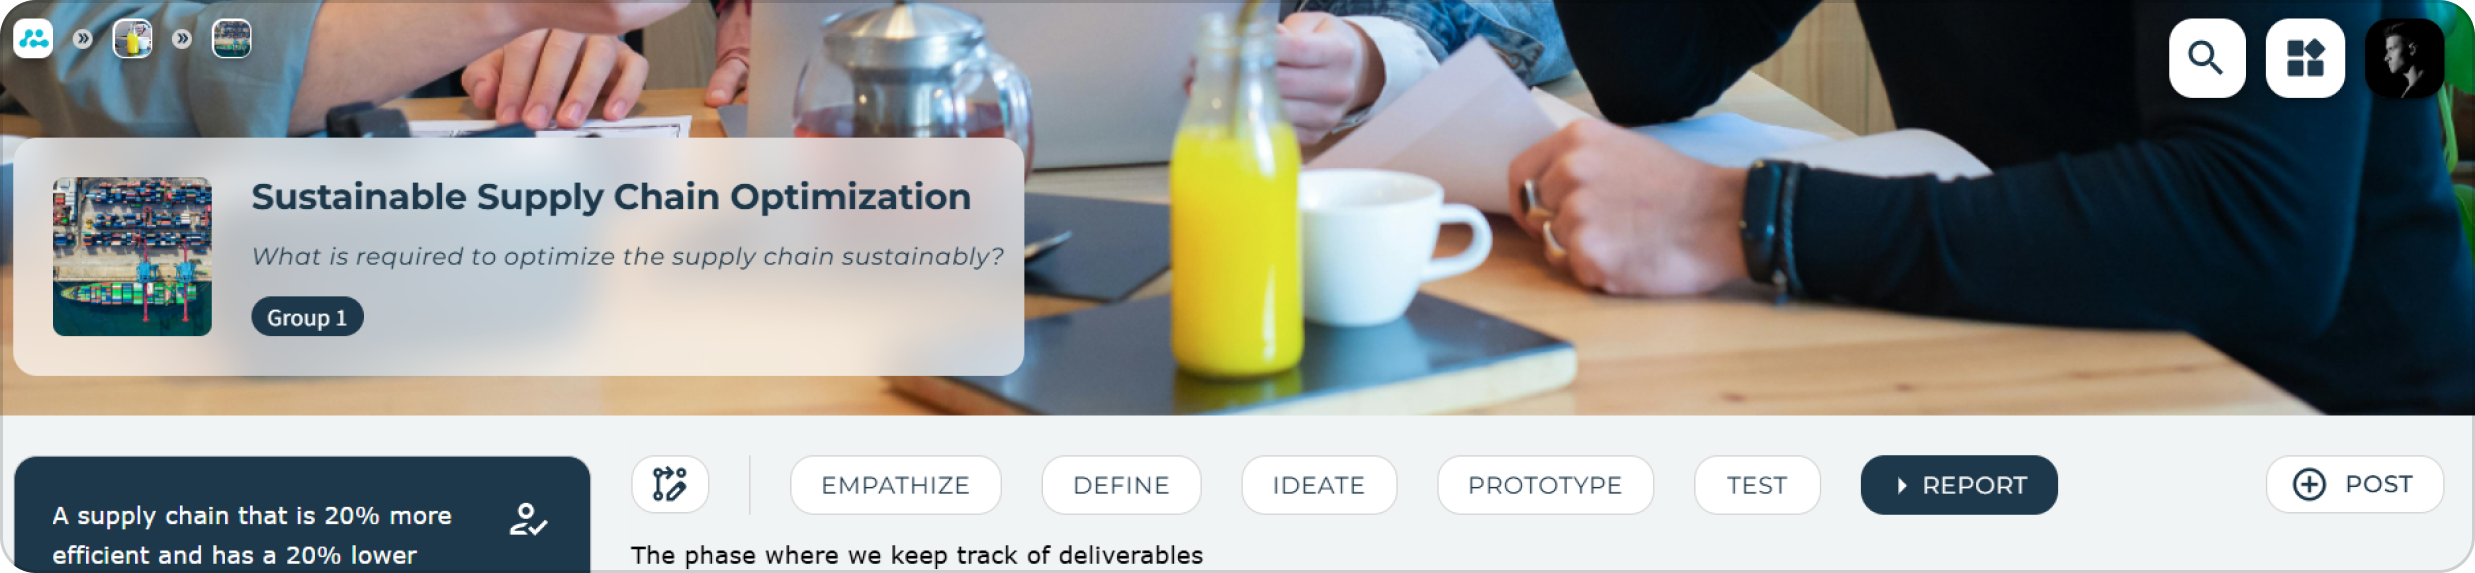 Sustainable Supply Chain Optimization
What is required to optimize the supply chain sustainably?
Group 1
A supply chain that is 20% more
efficient and has a 20% lower
EMPATHIZE
DEFINE
IDEATE
PROTOTYPE
TEST
REPORT
POST
The phase where we keep track of deliverables